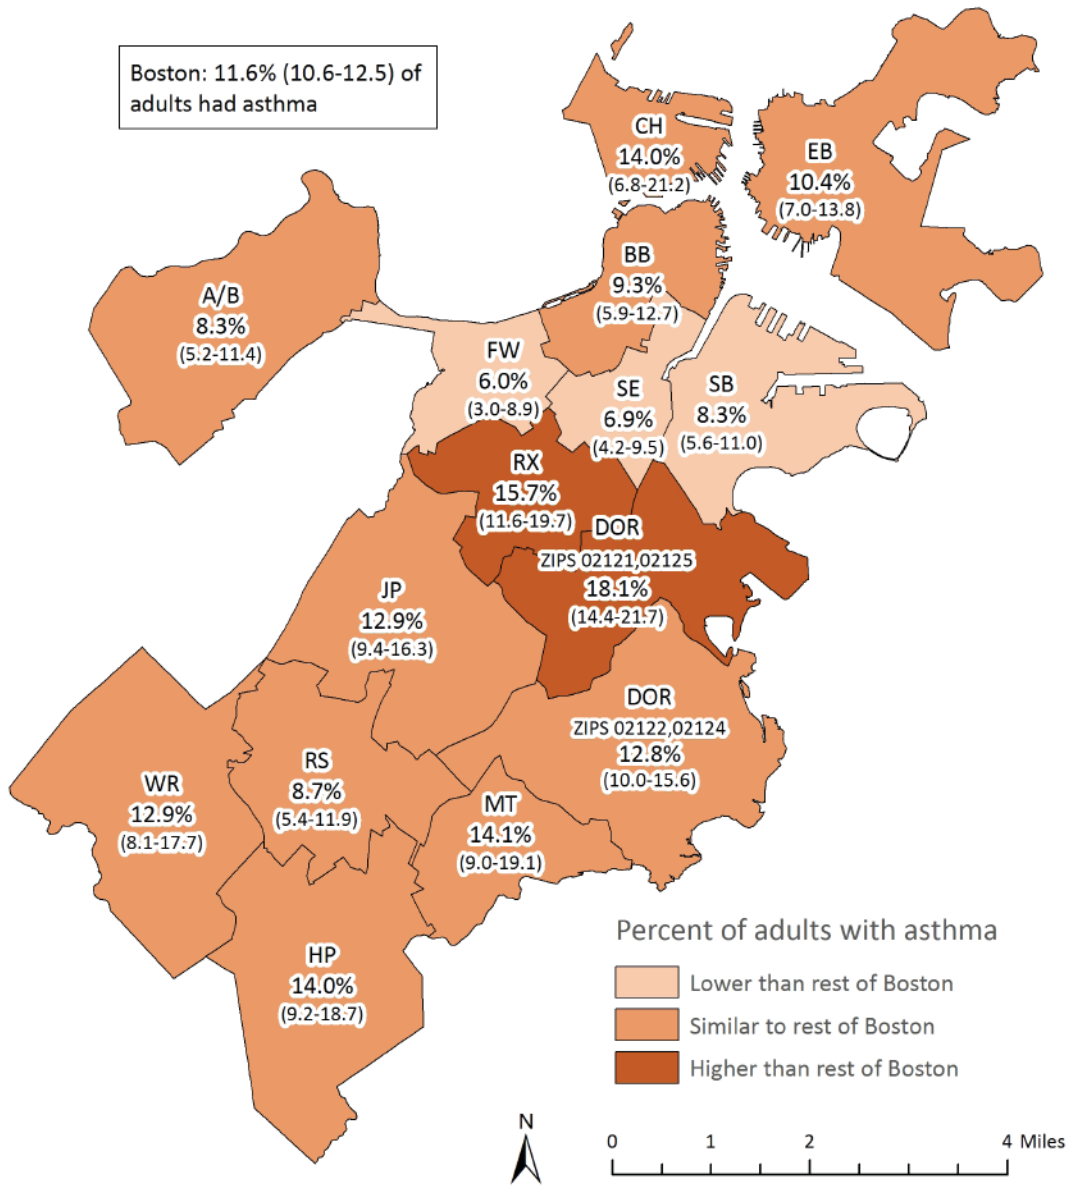 Boston: 11.6% (10.6-12.5) of
adults had asthma
CH
14.0%
(6.8-21.2)
EB
10.4%
(7.0-13.8)
BB
9.3%
(5.9-12.7)
A/B
8.3%
(5.2-11.4)
FW
6.0%
(3.0-8.9)
SE
6.9%
(4.2-9.5)
SB
8.3%
(5.6-11.0)
RX
15.7%
(11.6-19.7)
DOR
ZIPS 02121,02125
18.1%
(14.4-21.7)
JP
12.9%
(9.4-16.3)
DOR
ZIPS 02122,02124
12.8%
(10.0-15.6)
RS
8.7%
(5.4-11.9)
WR
12.9%
(8.1-17.7)
MT
14.1%
(9.0-19.1)
HP
14.0%
(9.2-18.7)
Percent of adults with asthma
Lower than rest of Boston
Similar to rest of Boston
Higher than rest of Boston
N
0 1 2 4 Miles